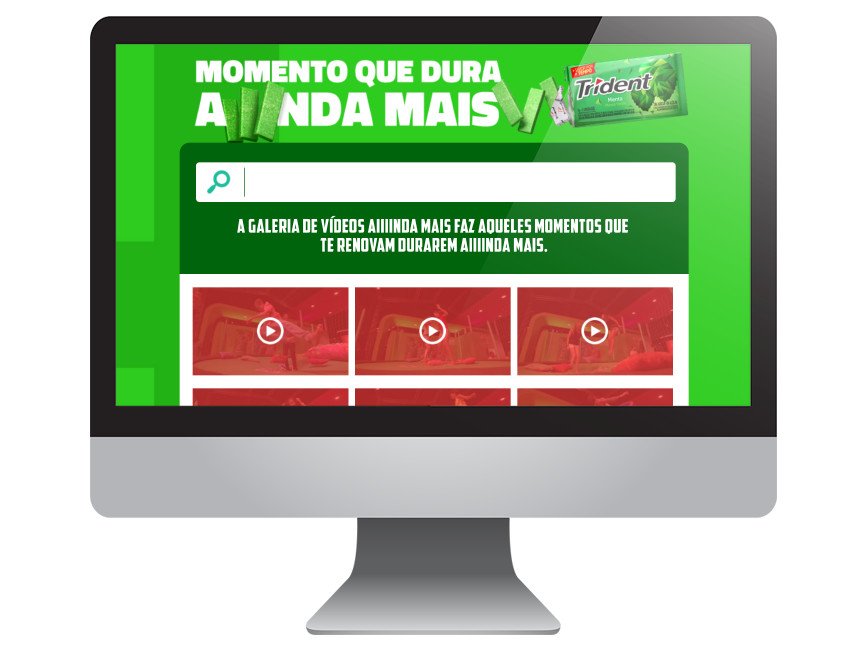 MOMENTO QUE DURA
AIIIINDA MAIS
Trident
A GALERIA DE VÍDEOS AIIIINDA MAIS FAZ AQUELES MOMENTOS QUE
TE RENOVAM DURAREM AIIIINDA MAIS.